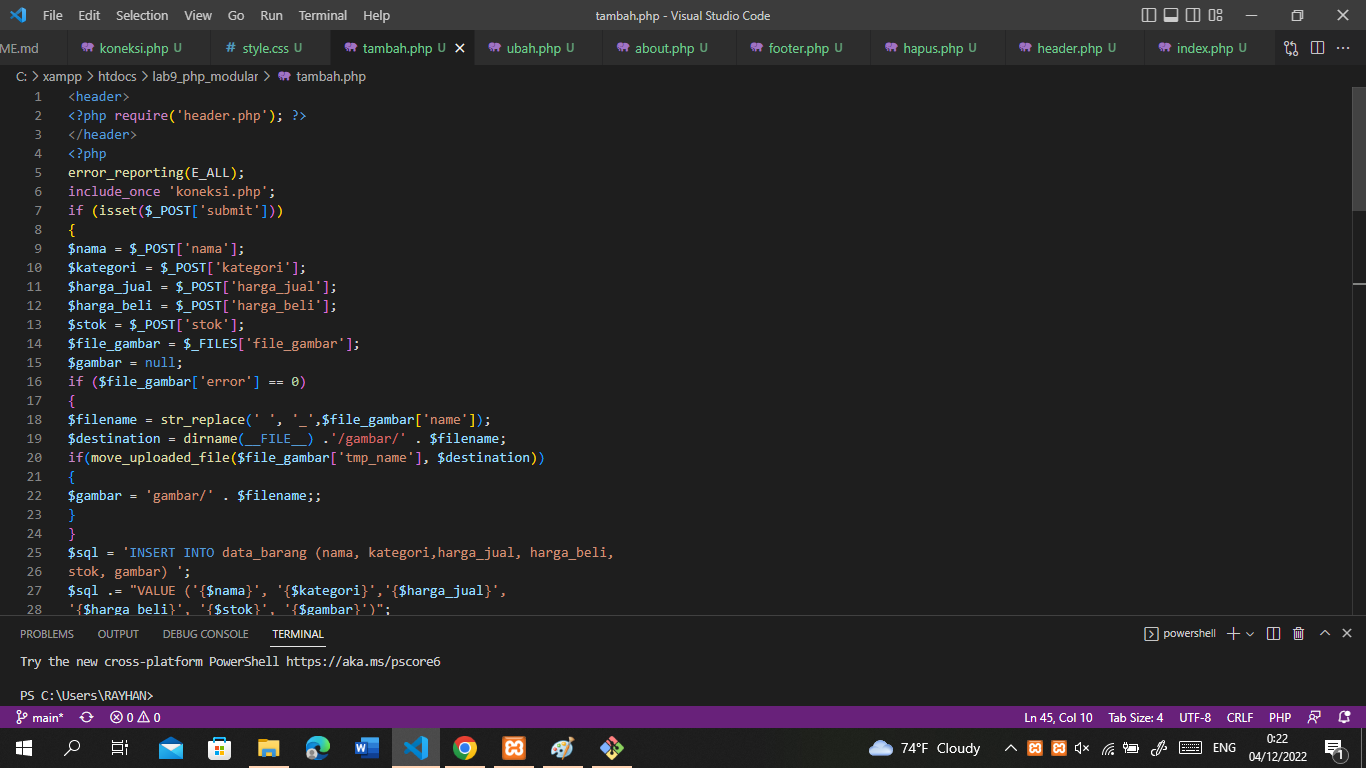 File Edit Selection View Go Run Terminal Help tambah.php - Visual Studio Code
ME.md koneksi.php U # style.css U tambah.php U ubah.php U about.php U footer.php U hapus.php U header.php U index.php U
C: > xampp > htdocs > lab9_php_modular > tambah.php
1 <header>
2 <?php require('header.php'); ?>
3 </header>
4 <?php
5 error_reporting(E_ALL);
6 include_once 'koneksi.php';
7 if (isset($_POST['submit']))
8 {
9 $nama = $_POST['nama'];
10 $kategori = $_POST['kategori'];
11 $harga_jual = $_POST['harga_jual'];
12 $harga_beli = $_POST['harga_beli'];
13 $stok = $_POST['stok'];
14 $file_gambar = $_FILES['file_gambar'];
15 $gambar = null;
16 if ($file_gambar['error'] == 0)
17 {
18 $filename = str_replace(' ', '_',$file_gambar['name']);
19 $destination = dirname(__FILE__) .'/gambar/' . $filename;
20 if(move_uploaded_file($file_gambar['tmp_name'], $destination))
21 {
22 $gambar = 'gambar/' . $filename;;
23 }
24 }
25 $sql = 'INSERT INTO data_barang (nama, kategori,harga_jual, harga_beli,
26 stok, gambar) ';
27 $sql .= "VALUE ('{$nama}', '{$kategori}','{$harga_jual}',
28 '{$harga_beli}', '{$stok}', '{$gambar}')";
PROBLEMS OUTPUT DEBUG CONSOLE TERMINAL powershell
Try the new cross-platform PowerShell https://aka.ms/pscore6
PS C:\Users\RAYHAN>
main* 0 0 Ln 45, Col 10 Tab Size: 4 UTF-8 CRLF PHP
74°F Cloudy ENG 0:22
04/12/2022 1